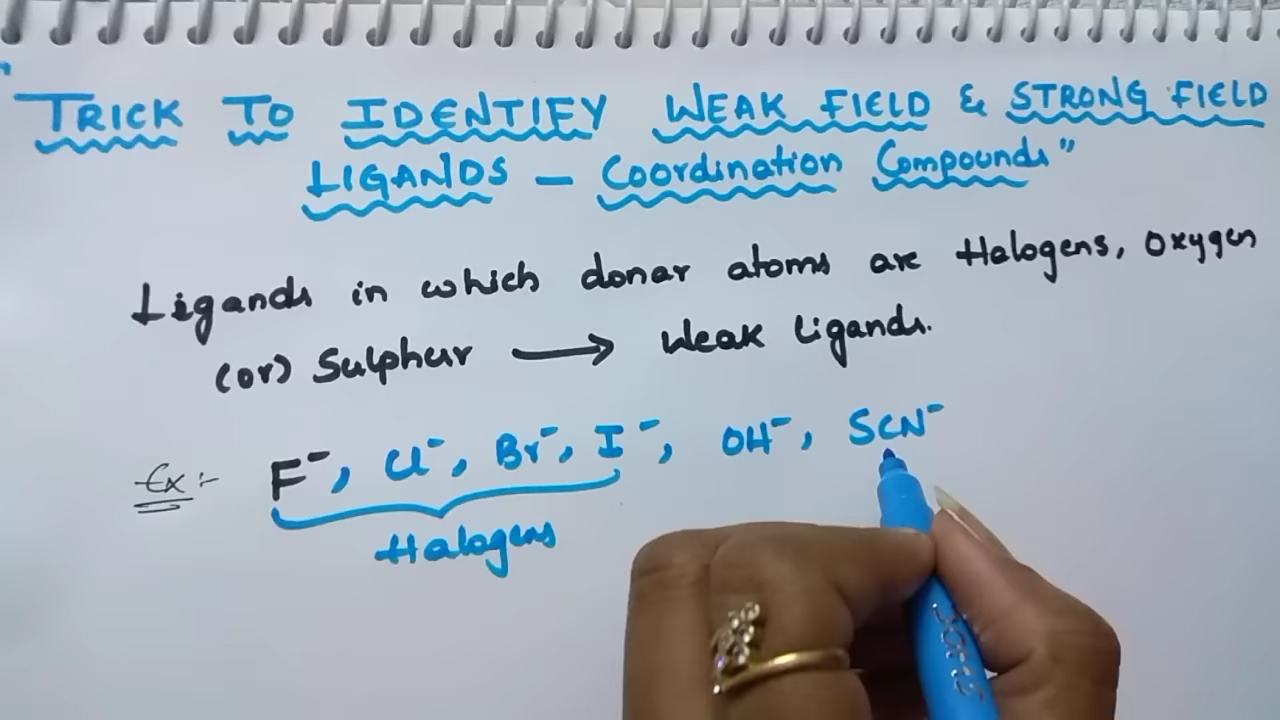 "TRICK TO IDENTIFY WEAK FIELD & STRONG FIELD
LIGANDS - Coordination Compounds"
Ligands in which donar atoms are Halogens, Oxygen
(or) Sulphur → Weak ligands.
Ex:- F⁻, Cl⁻, Br⁻, I⁻, OH⁻, SCN⁻
Halogens